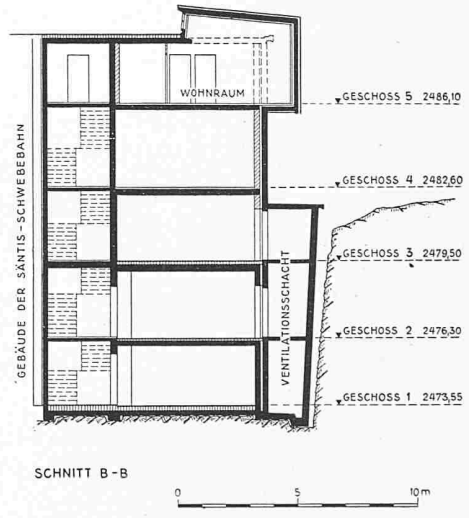 WOHNRAUM
GESCHOSS 5 2486,10
GESCHOSS 4 2482,60
GESCHOSS 3 2479,50
GESCHOSS 2 2476,30
GESCHOSS 1 2473,55
GEBÄUDE DER SÄNTIS-SCHWEBEBAHN
VENTILATIONSSCHACHT
SCHNITT B-B
0 5 10 m